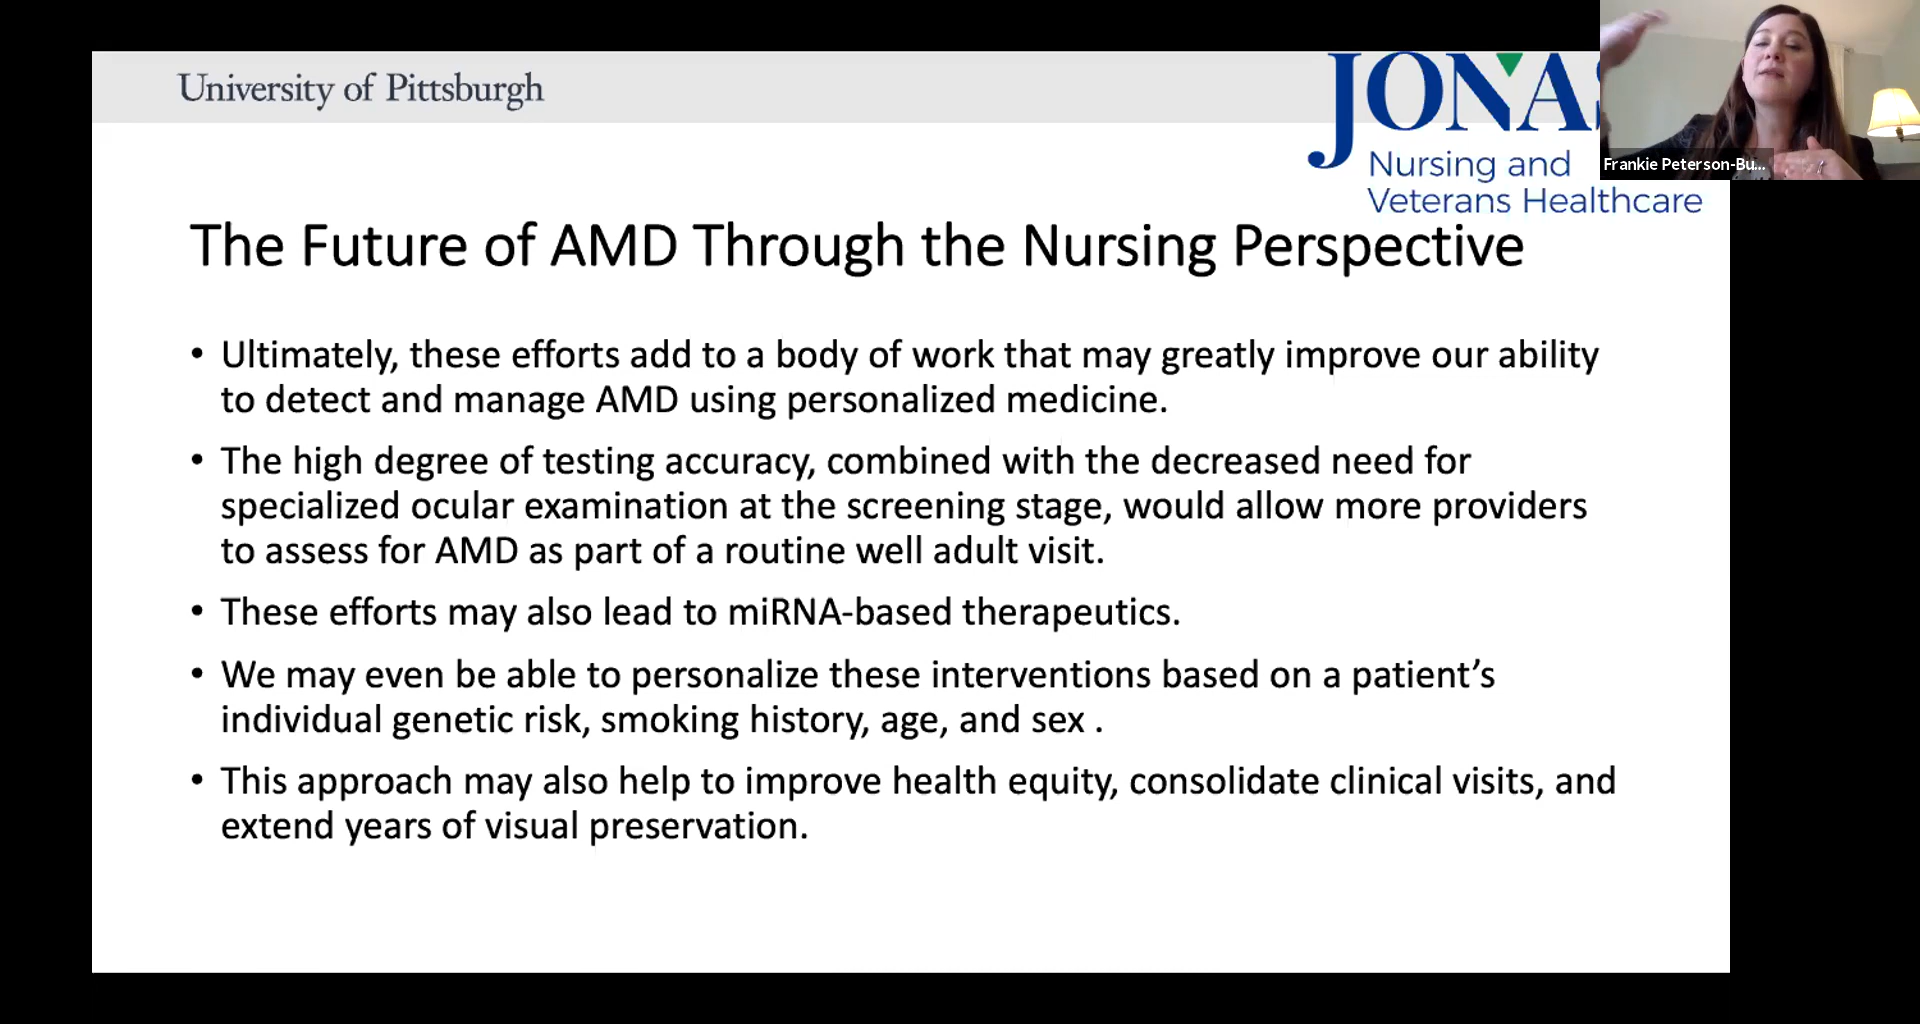 University of Pittsburgh
JONAS
Nursing and
Veterans Healthcare
Frankie Peterson-Bu...
The Future of AMD Through the Nursing Perspective
• Ultimately, these efforts add to a body of work that may greatly improve our ability
to detect and manage AMD using personalized medicine.
• The high degree of testing accuracy, combined with the decreased need for
specialized ocular examination at the screening stage, would allow more providers
to assess for AMD as part of a routine well adult visit.
• These efforts may also lead to miRNA-based therapeutics.
• We may even be able to personalize these interventions based on a patient’s
individual genetic risk, smoking history, age, and sex .
• This approach may also help to improve health equity, consolidate clinical visits, and
extend years of visual preservation.